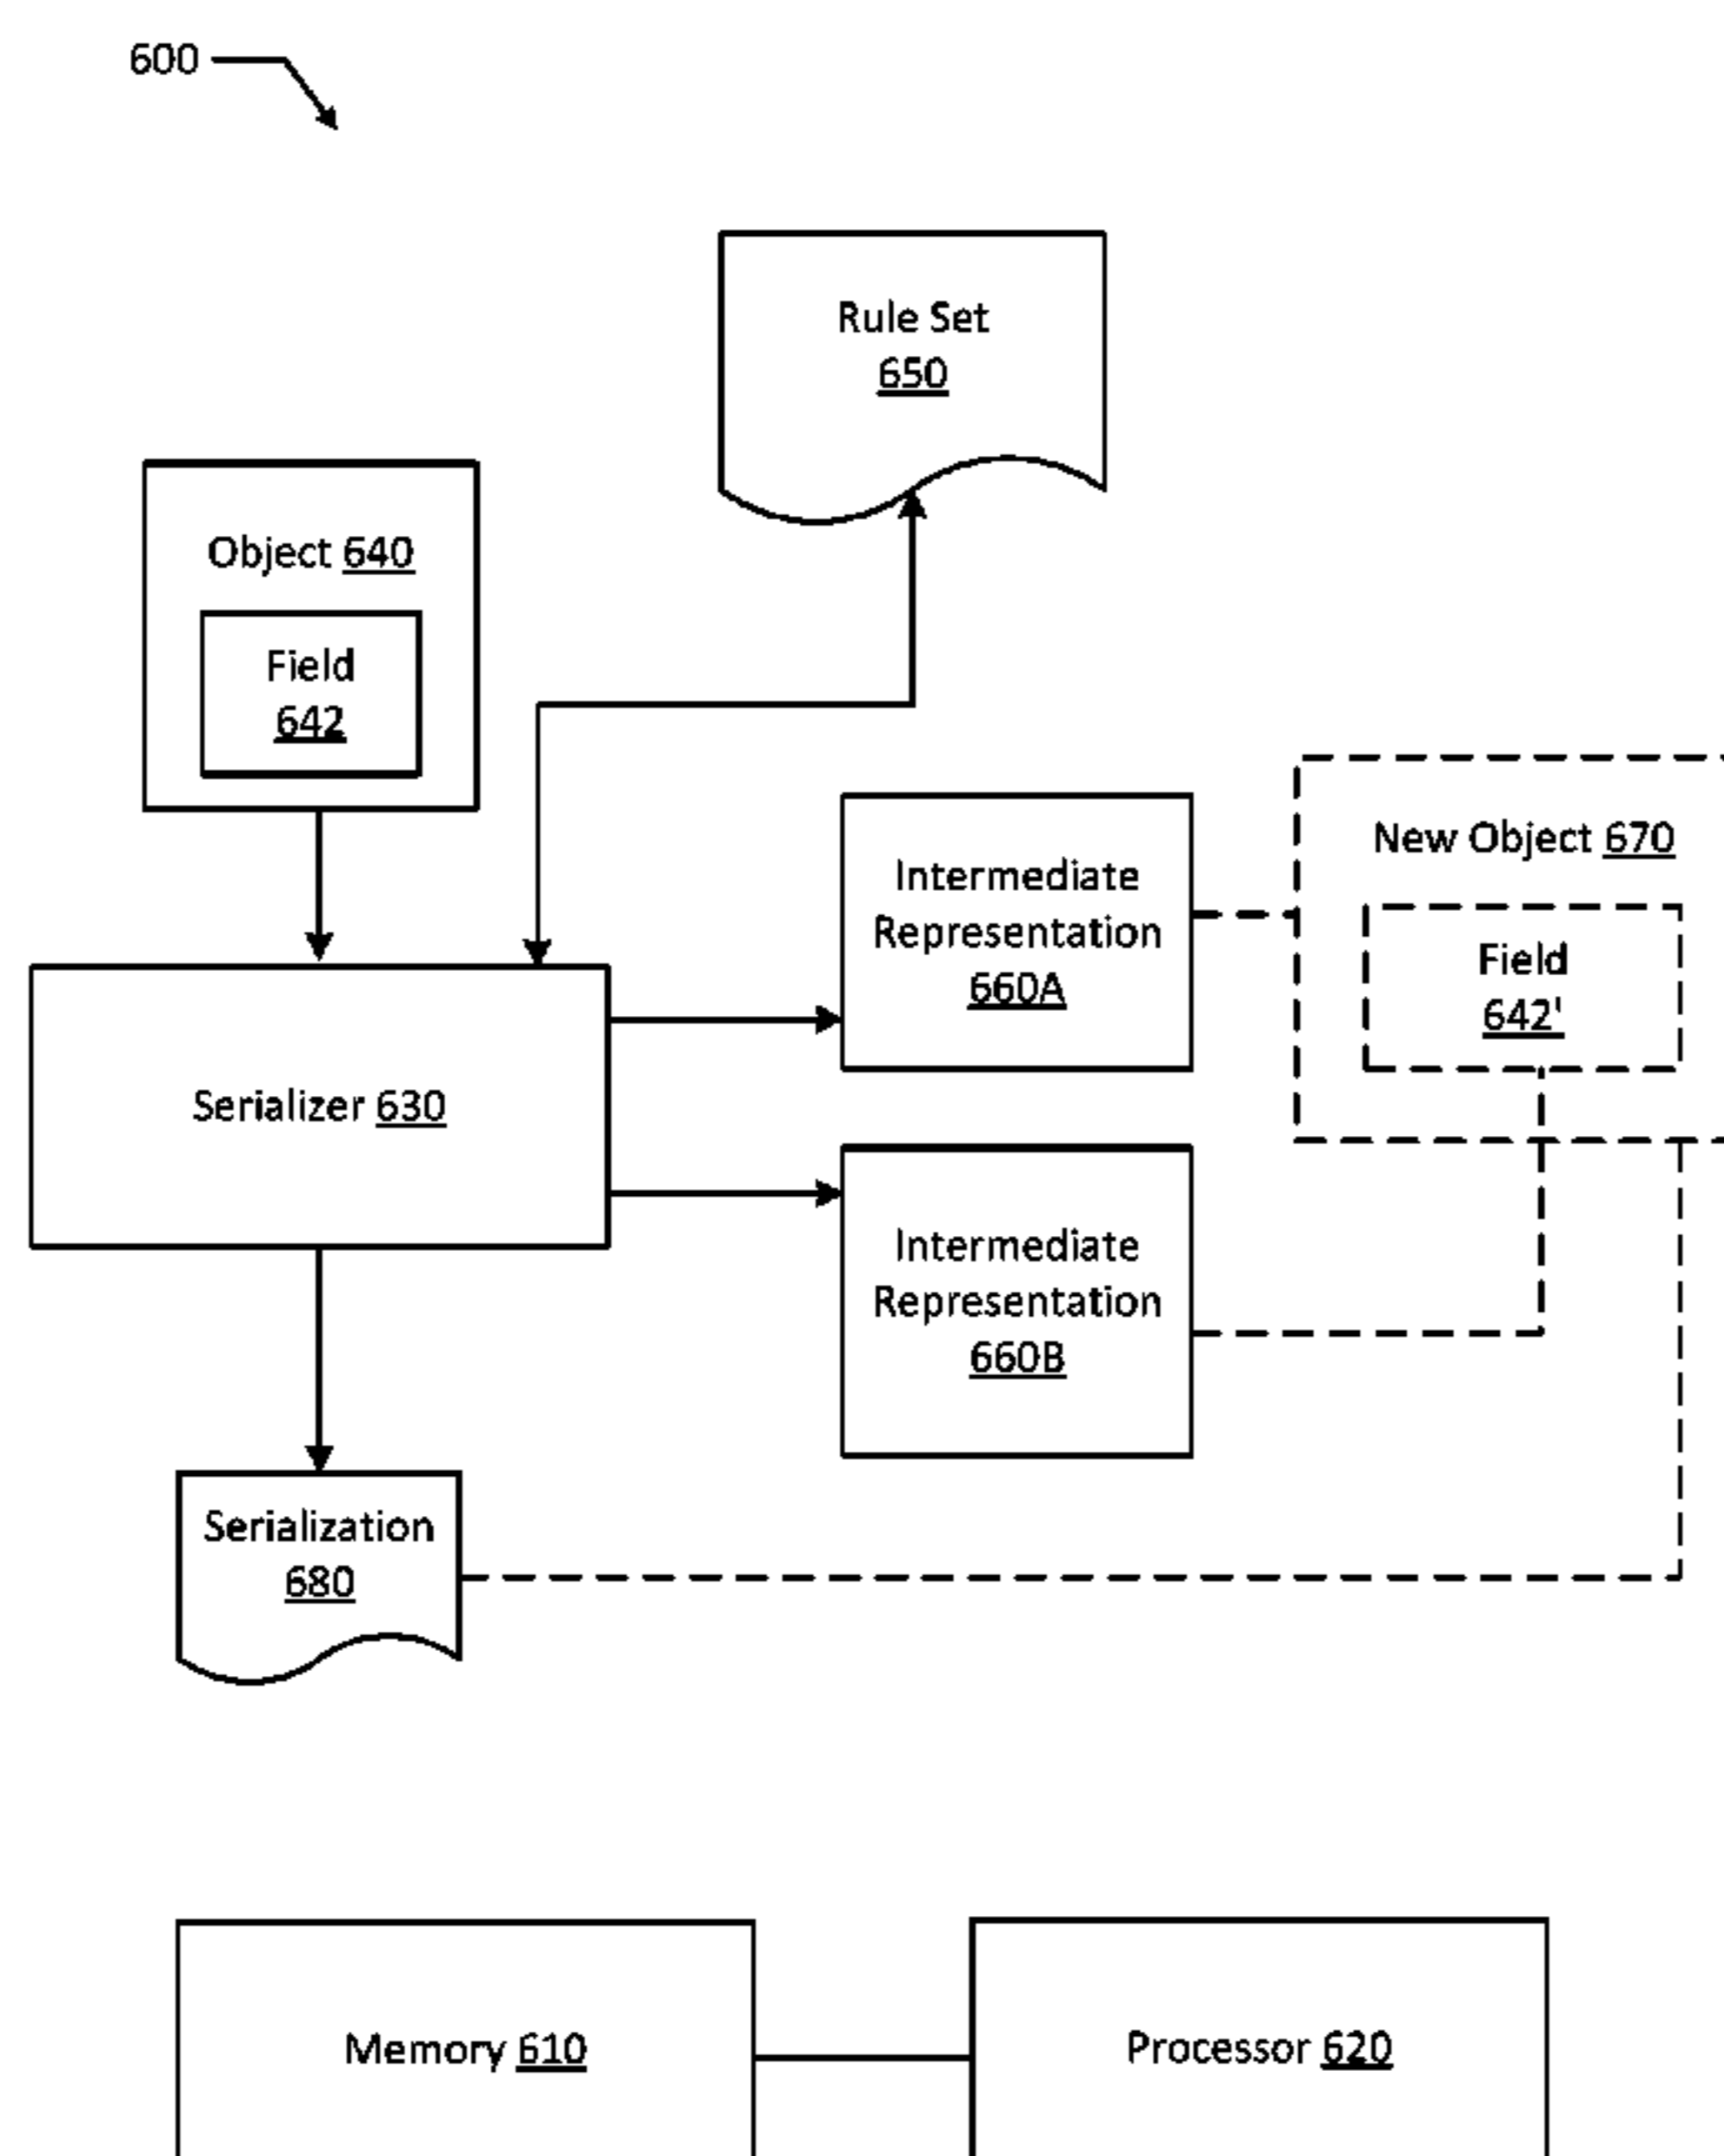 600
Rule Set
650
Object 640
Field
642
New Object 670
Intermediate
Representation
660A
Field
642'
Serializer 630
Intermediate
Representation
660B
Serialization
680
Memory 610
Processor 620